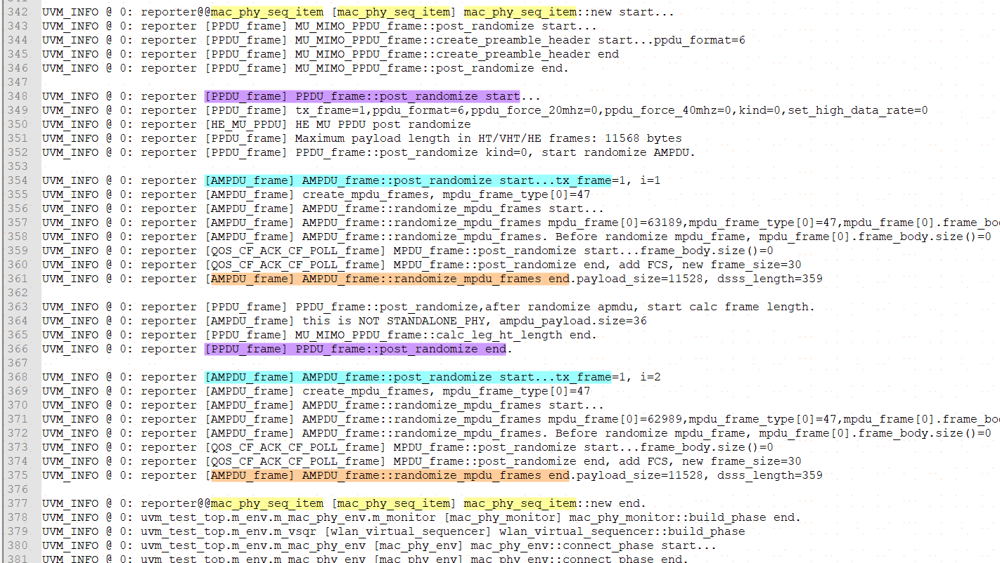 342 UVM_INFO @ 0: reporter@@mac_phy_seq_item [mac_phy_seq_item] mac_phy_seq_item::new start...
343 UVM_INFO @ 0: reporter [PPDU_frame] MU_MIMO_PPDU_frame::post_randomize start...
344 UVM_INFO @ 0: reporter [PPDU_frame] MU_MIMO_PPDU_frame::create_preamble_header start...ppdu_format=6
345 UVM_INFO @ 0: reporter [PPDU_frame] MU_MIMO_PPDU_frame::create_preamble_header end
346 UVM_INFO @ 0: reporter [PPDU_frame] MU_MIMO_PPDU_frame::post_randomize end.
347
348 UVM_INFO @ 0: reporter [PPDU_frame] PPDU_frame::post_randomize start...
349 UVM_INFO @ 0: reporter [PPDU_frame] tx_frame=1,ppdu_format=6,ppdu_force_20mhz=0,ppdu_force_40mhz=0,kind=0,set_high_data_rate=0
350 UVM_INFO @ 0: reporter [HE_MU_PPDU] HE MU PPDU post randomize
351 UVM_INFO @ 0: reporter [PPDU_frame] Maximum payload length in HT/VHT/HE frames: 11568 bytes
352 UVM_INFO @ 0: reporter [PPDU_frame] PPDU_frame::post_randomize kind=0, start randomize AMPDU.
353
354 UVM_INFO @ 0: reporter [AMPDU_frame] AMPDU_frame::post_randomize start...tx_frame=1, i=1
355 UVM_INFO @ 0: reporter [AMPDU_frame] create_mpdu_frames, mpdu_frame_type[0]=47
356 UVM_INFO @ 0: reporter [AMPDU_frame] AMPDU_frame::randomize_mpdu_frames start...
357 UVM_INFO @ 0: reporter [AMPDU_frame] AMPDU_frame::randomize_mpdu_frames mpdu_frame[0]=63189,mpdu_frame_type[0]=47,mpdu_frame[0].frame_bo
358 UVM_INFO @ 0: reporter [AMPDU_frame] AMPDU_frame::randomize_mpdu_frames. Before randomize mpdu_frame, mpdu_frame[0].frame_body.size()=0
359 UVM_INFO @ 0: reporter [QOS_CF_ACK_CF_POLL_frame] MPDU_frame::post_randomize start...frame_body.size()=0
360 UVM_INFO @ 0: reporter [QOS_CF_ACK_CF_POLL_frame] MPDU_frame::post_randomize end, add FCS, new frame_size=30
361 UVM_INFO @ 0: reporter [AMPDU_frame] AMPDU_frame::randomize_mpdu_frames end.payload_size=11528, dsss_length=359
362
363 UVM_INFO @ 0: reporter [PPDU_frame] PPDU_frame::post_randomize,after randomize apmdu, start calc frame length.
364 UVM_INFO @ 0: reporter [AMPDU_frame] this is NOT STANDALONE_PHY, ampdu_payload.size=36
365 UVM_INFO @ 0: reporter [PPDU_frame] MU_MIMO_PPDU_frame::calc_leg_ht_length end.
366 UVM_INFO @ 0: reporter [PPDU_frame] PPDU_frame::post_randomize end.
367
368 UVM_INFO @ 0: reporter [AMPDU_frame] AMPDU_frame::post_randomize start...tx_frame=1, i=2
369 UVM_INFO @ 0: reporter [AMPDU_frame] create_mpdu_frames, mpdu_frame_type[0]=47
370 UVM_INFO @ 0: reporter [AMPDU_frame] AMPDU_frame::randomize_mpdu_frames start...
371 UVM_INFO @ 0: reporter [AMPDU_frame] AMPDU_frame::randomize_mpdu_frames mpdu_frame[0]=62989,mpdu_frame_type[0]=47,mpdu_frame[0].frame_bo
372 UVM_INFO @ 0: reporter [AMPDU_frame] AMPDU_frame::randomize_mpdu_frames. Before randomize mpdu_frame, mpdu_frame[0].frame_body.size()=0
373 UVM_INFO @ 0: reporter [QOS_CF_ACK_CF_POLL_frame] MPDU_frame::post_randomize start...frame_body.size()=0
374 UVM_INFO @ 0: reporter [QOS_CF_ACK_CF_POLL_frame] MPDU_frame::post_randomize end, add FCS, new frame_size=30
375 UVM_INFO @ 0: reporter [AMPDU_frame] AMPDU_frame::randomize_mpdu_frames end.payload_size=11528, dsss_length=359
376
377 UVM_INFO @ 0: reporter@@mac_phy_seq_item [mac_phy_seq_item] mac_phy_seq_item::new end.
378 UVM_INFO @ 0: uvm_test_top.m_env.m_mac_phy_env.m_monitor [mac_phy_monitor] mac_phy_monitor::build_phase end.
379 UVM_INFO @ 0: uvm_test_top.m_env.m_vsqr [wlan_virtual_sequencer] wlan_virtual_sequencer::build_phase
380 UVM_INFO @ 0: uvm_test_top.m_env.m_mac_phy_env [mac_phy_env] mac_phy_env::connect_phase start...
381 UVM_INFO @ 0: uvm_test_top.m_env.m_mac_phy_env [mac_phy_env] mac_phy_env::connect_phase end.